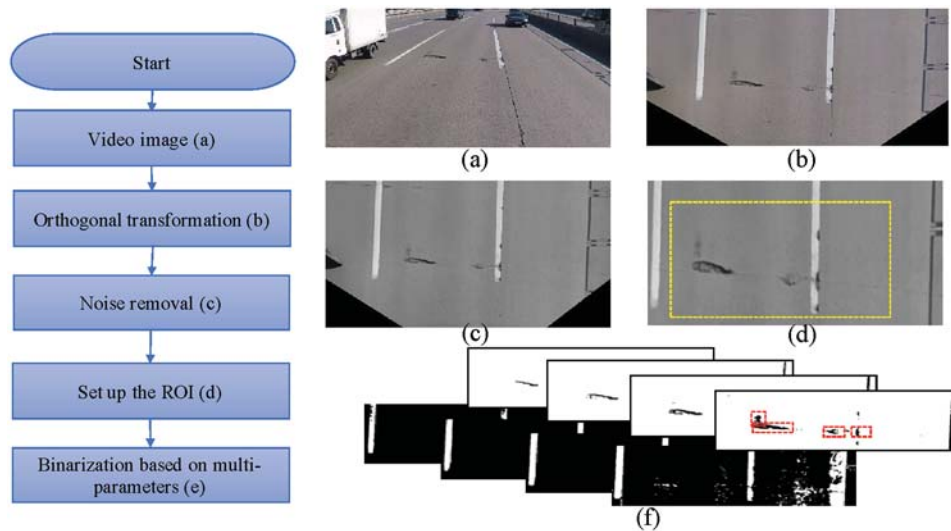 Start
Video image (a)
Orthogonal transformation (b)
Noise removal (c)
Set up the ROI (d)
Binarization based on multi-
parameters (e)
(a)
(b)
(c)
(d)
(f)